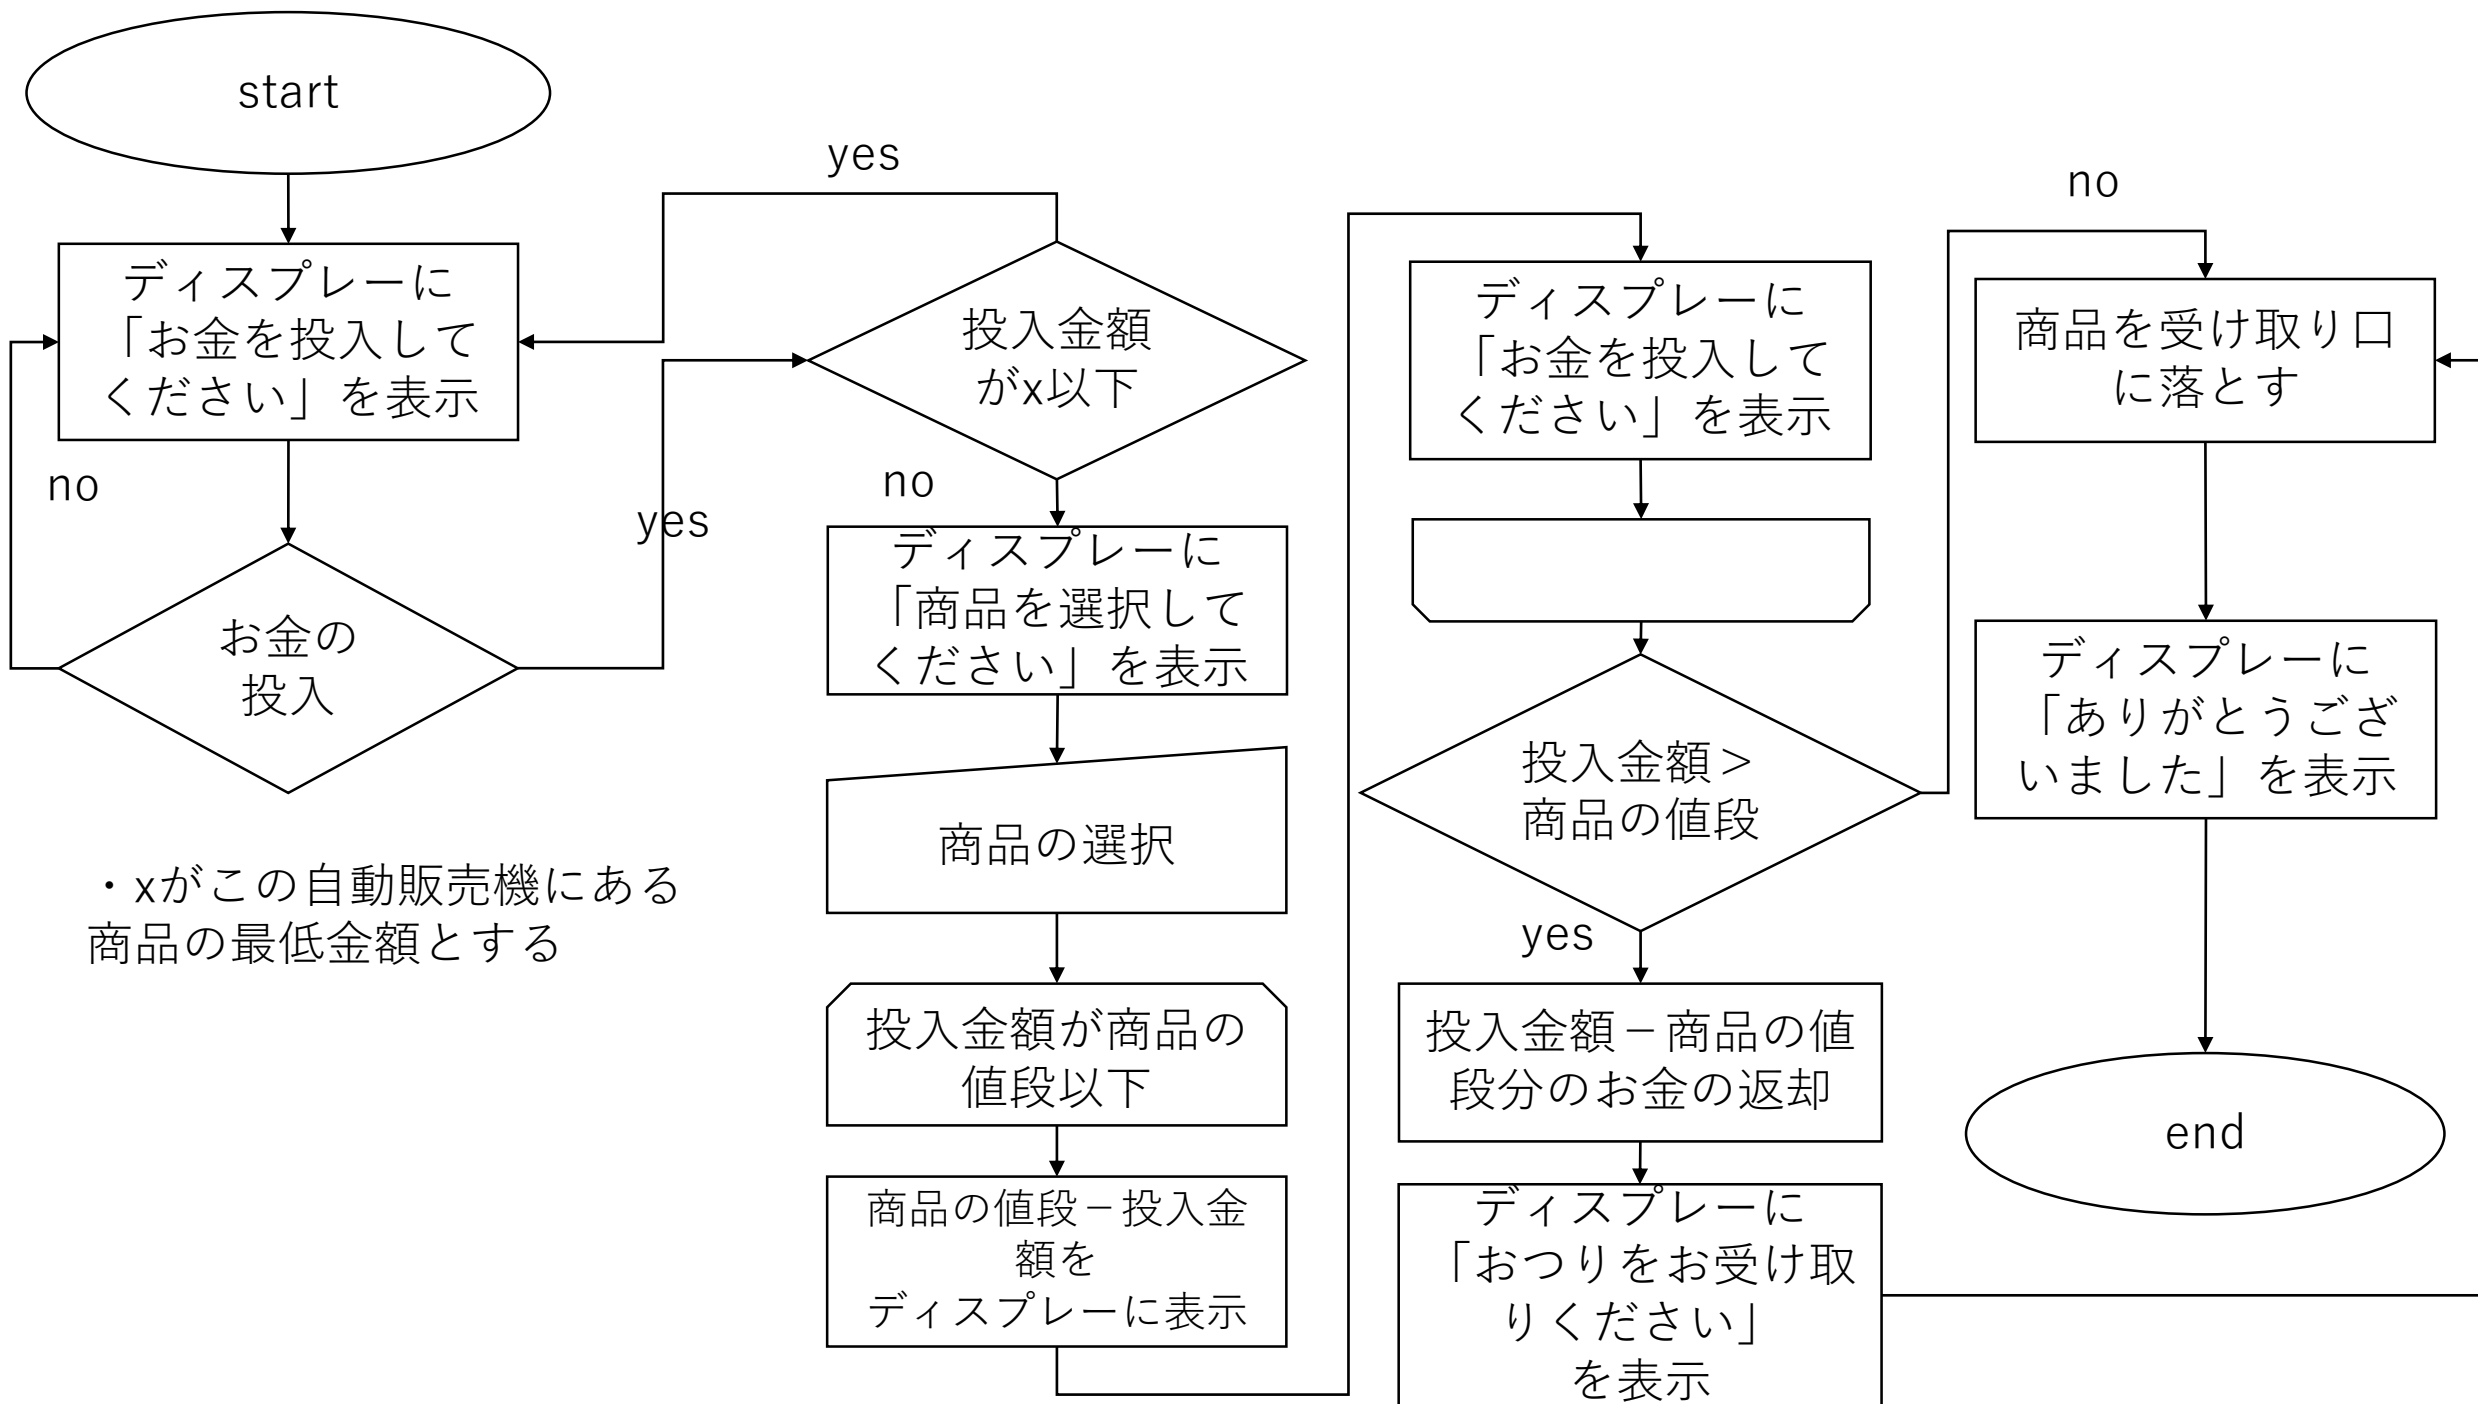 start
ディスプレーに
「お金を投入して
ください」を表示
no
お金の
投入
yes
・xがこの自動販売機にある
商品の最低金額とする
yes
投入金額
がx以下
no
ディスプレーに
「商品を選択して
ください」を表示
商品の選択
投入金額が商品の
値段以下
商品の値段－投入金
額を
ディスプレーに表示
ディスプレーに
「お金を投入して
ください」を表示
投入金額＞
商品の値段
yes
投入金額－商品の値
段分のお金の返却
ディスプレーに
「おつりをお受け取
りください」
を表示
no
商品を受け取り口
に落とす
ディスプレーに
「ありがとうござ
いました」を表示
end